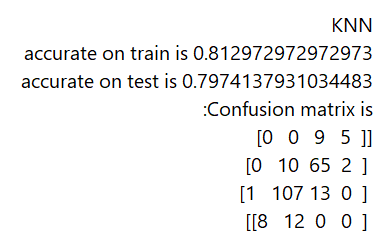 KNN
accurate on train is 0.812972972972973
accurate on test is 0.7974137931034483
:Confusion matrix is
[0 0 9 5 ]]
[0 10 65 2 ]
[1 107 13 0 ]
[[8 12 0 0 ]